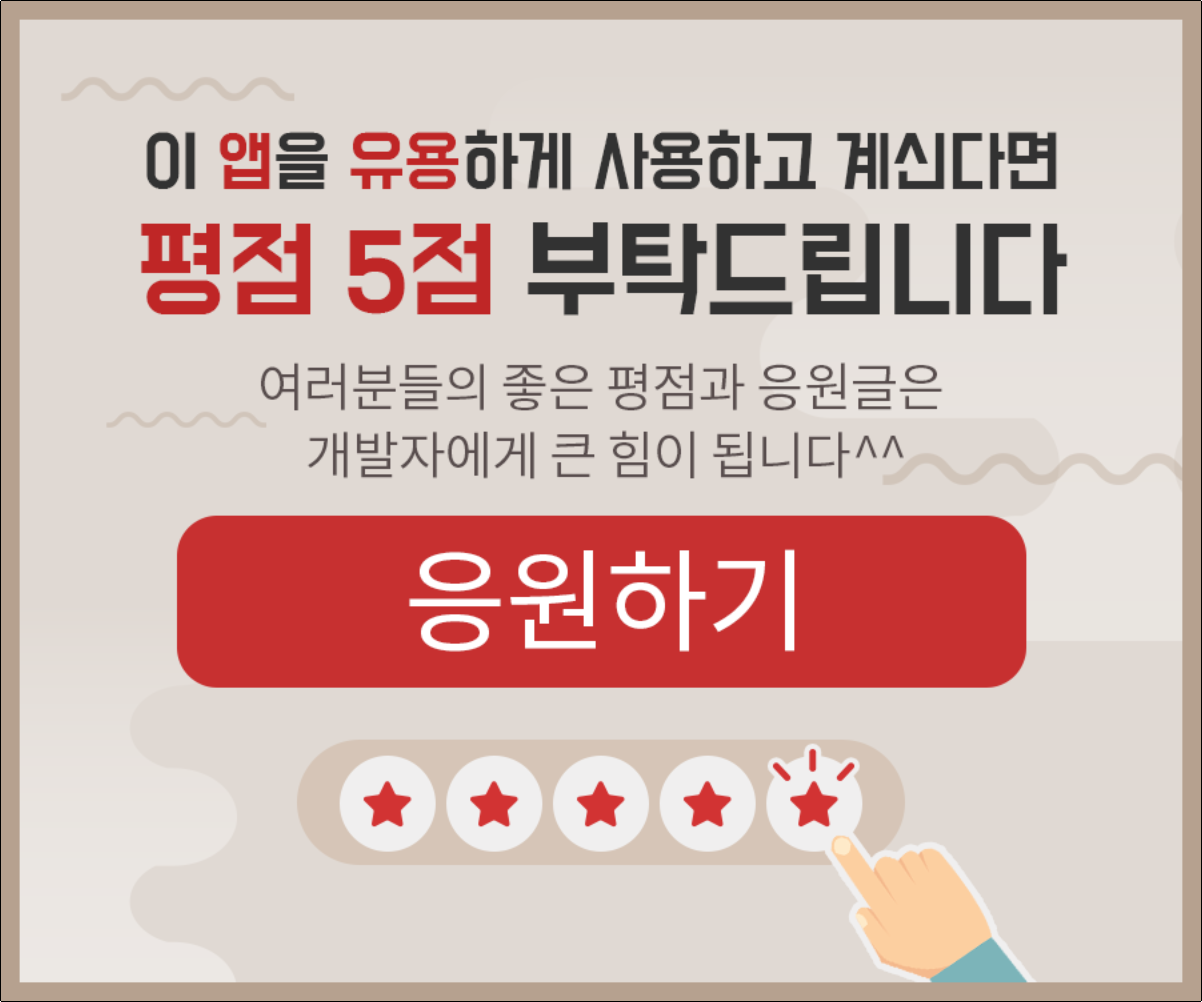 이 앱을 유용하게 사용하고 계신다면
평점 5점 부탁드립니다
여러분들의 좋은 평점과 응원글은
개발자에게 큰 힘이 됩니다^^
응원하기